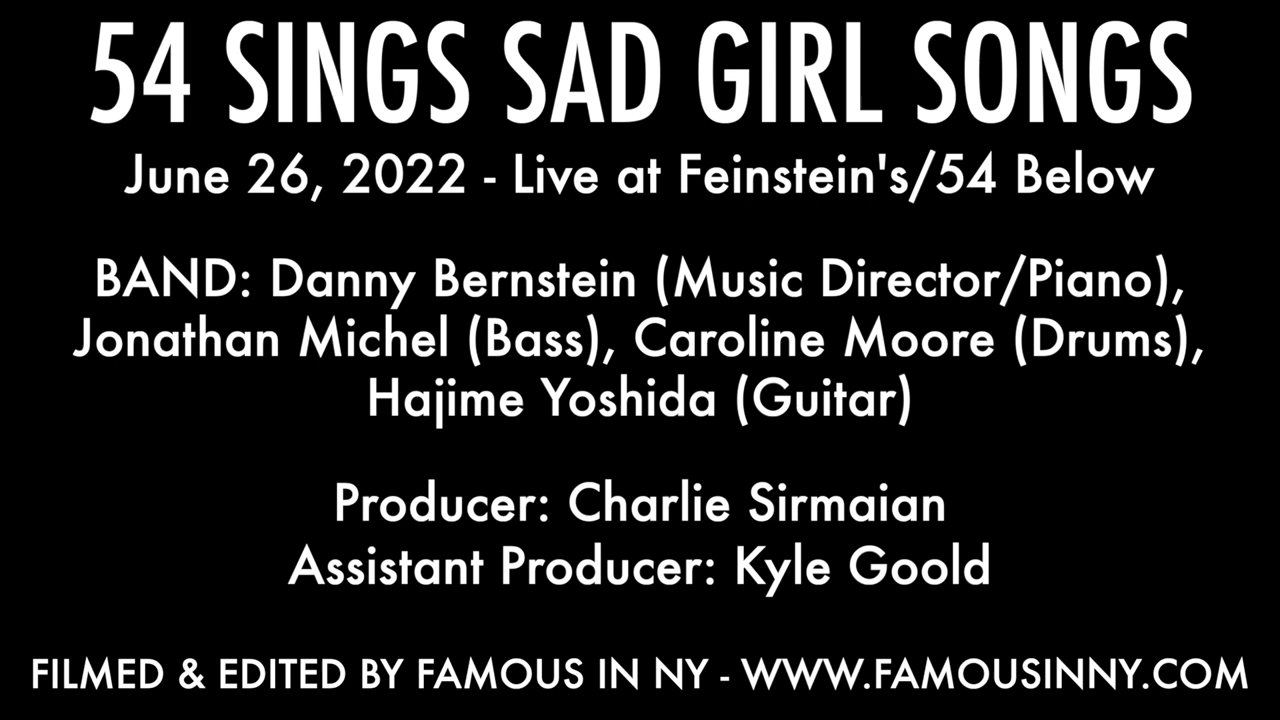 54 SINGS SAD GIRL SONGS
June 26, 2022 - Live at Feinstein's/54 Below
BAND: Danny Bernstein (Music Director/Piano),
Jonathan Michel (Bass), Caroline Moore (Drums),
Hajime Yoshida (Guitar)
Producer: Charlie Sirmaian
Assistant Producer: Kyle Goold
FILMED & EDITED BY FAMOUS IN NY - WWW.FAMOUSINNY.COM